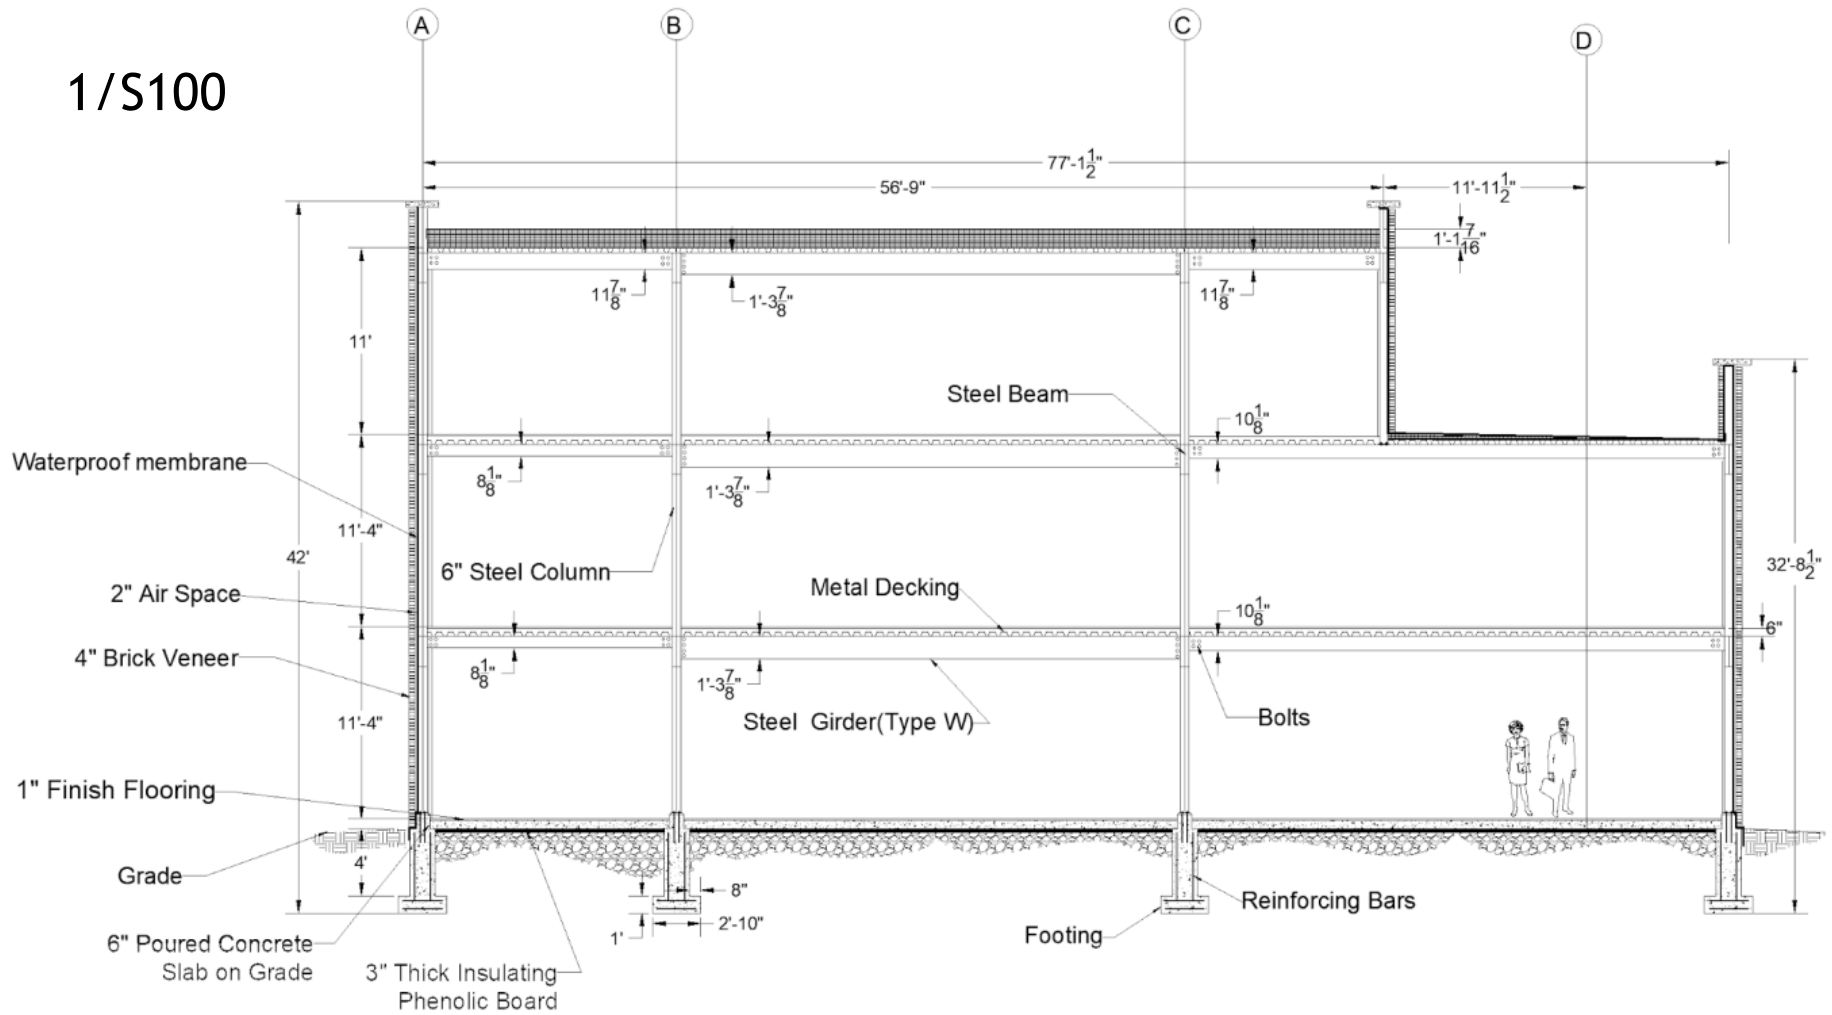 A
B
C
D
1/S100
77'-1 1/2"
56'-9"
11'-11 1/2"
1'-1 7/16"
11 7/8"
1'-3 7/8"
11 7/8"
11'
Steel Beam
10 1/8"
Waterproof membrane
8 1/8"
1'-3 7/8"
11'-4"
42'
6" Steel Column
32'-8 1/2"
2" Air Space
Metal Decking
10 1/8"
6"
4" Brick Veneer
8 1/8"
1'-3 7/8"
11'-4"
Steel Girder(Type W)
Bolts
1" Finish Flooring
4'
Grade
8"
Reinforcing Bars
2'-10"
1'
Footing
6" Poured Concrete
Slab on Grade
3" Thick Insulating
Phenolic Board